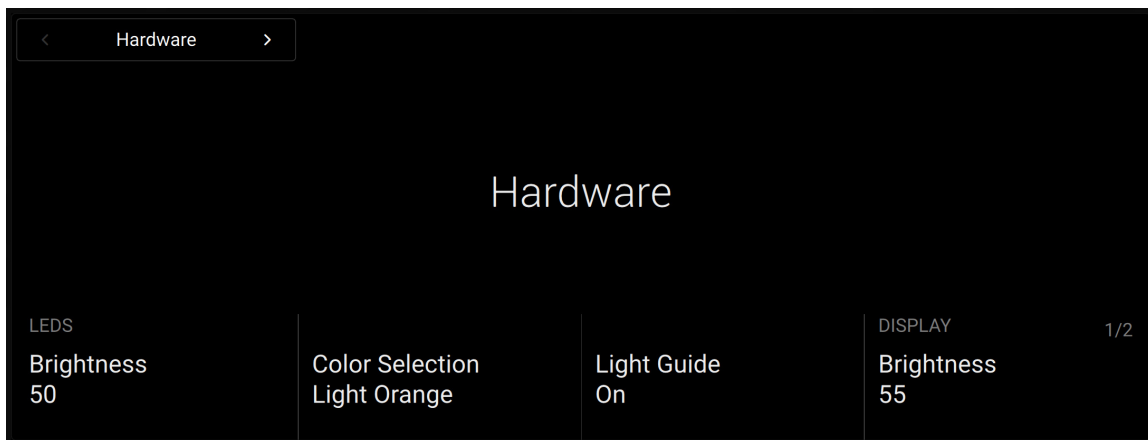 Hardware
Hardware
LEDS
Brightness
50
Color Selection
Light Orange
Light Guide
On
DISPLAY
1/2
Brightness
55